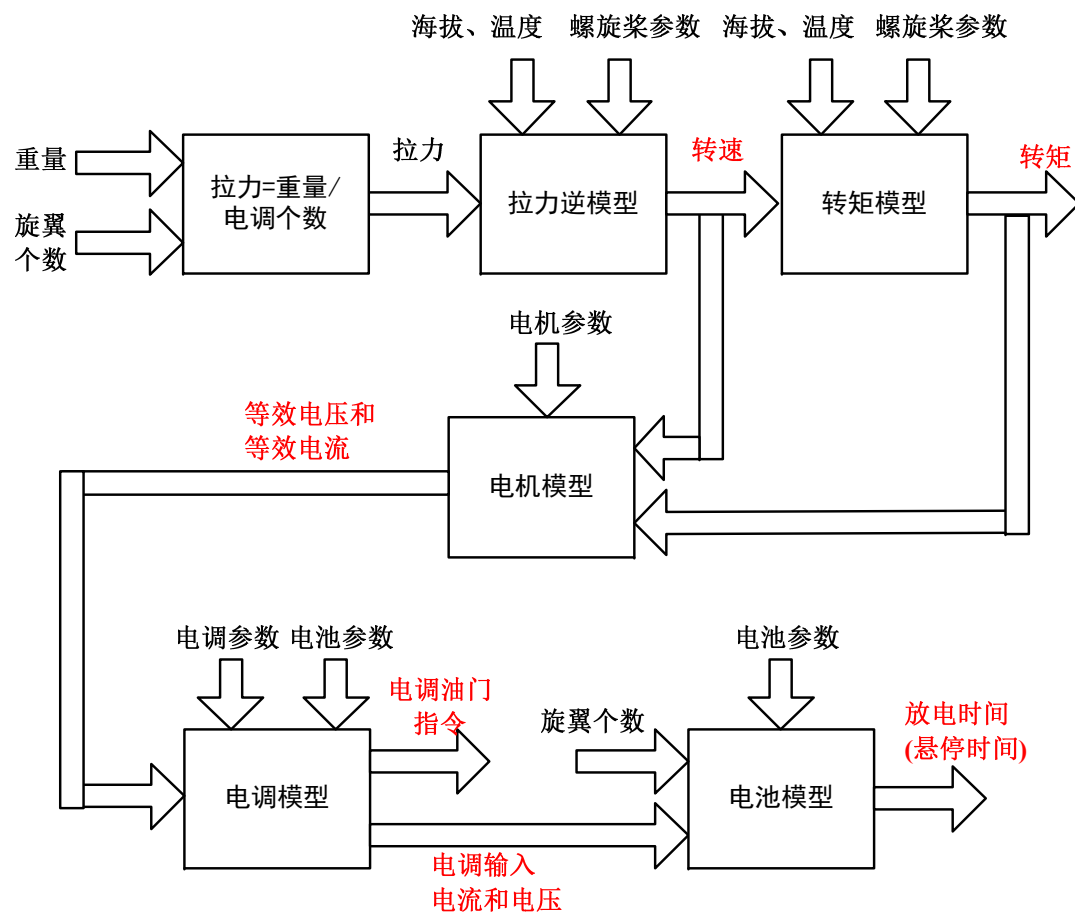 海拔、温度
螺旋桨参数
海拔、温度
螺旋桨参数
重量
旋翼
个数
拉力=重量/
电调个数
拉力
拉力逆模型
转速
转矩模型
转矩
电机参数
等效电压和
等效电流
电机模型
电调参数
电池参数
电调油门
指令
电调模型
电调输入
电流和电压
旋翼个数
电池参数
电池模型
放电时间
(悬停时间)